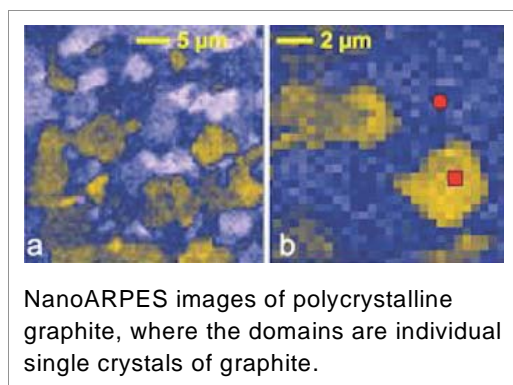 5 μm
2 μm
a
b
NanoARPES images of polycrystalline
graphite, where the domains are individual
single crystals of graphite.